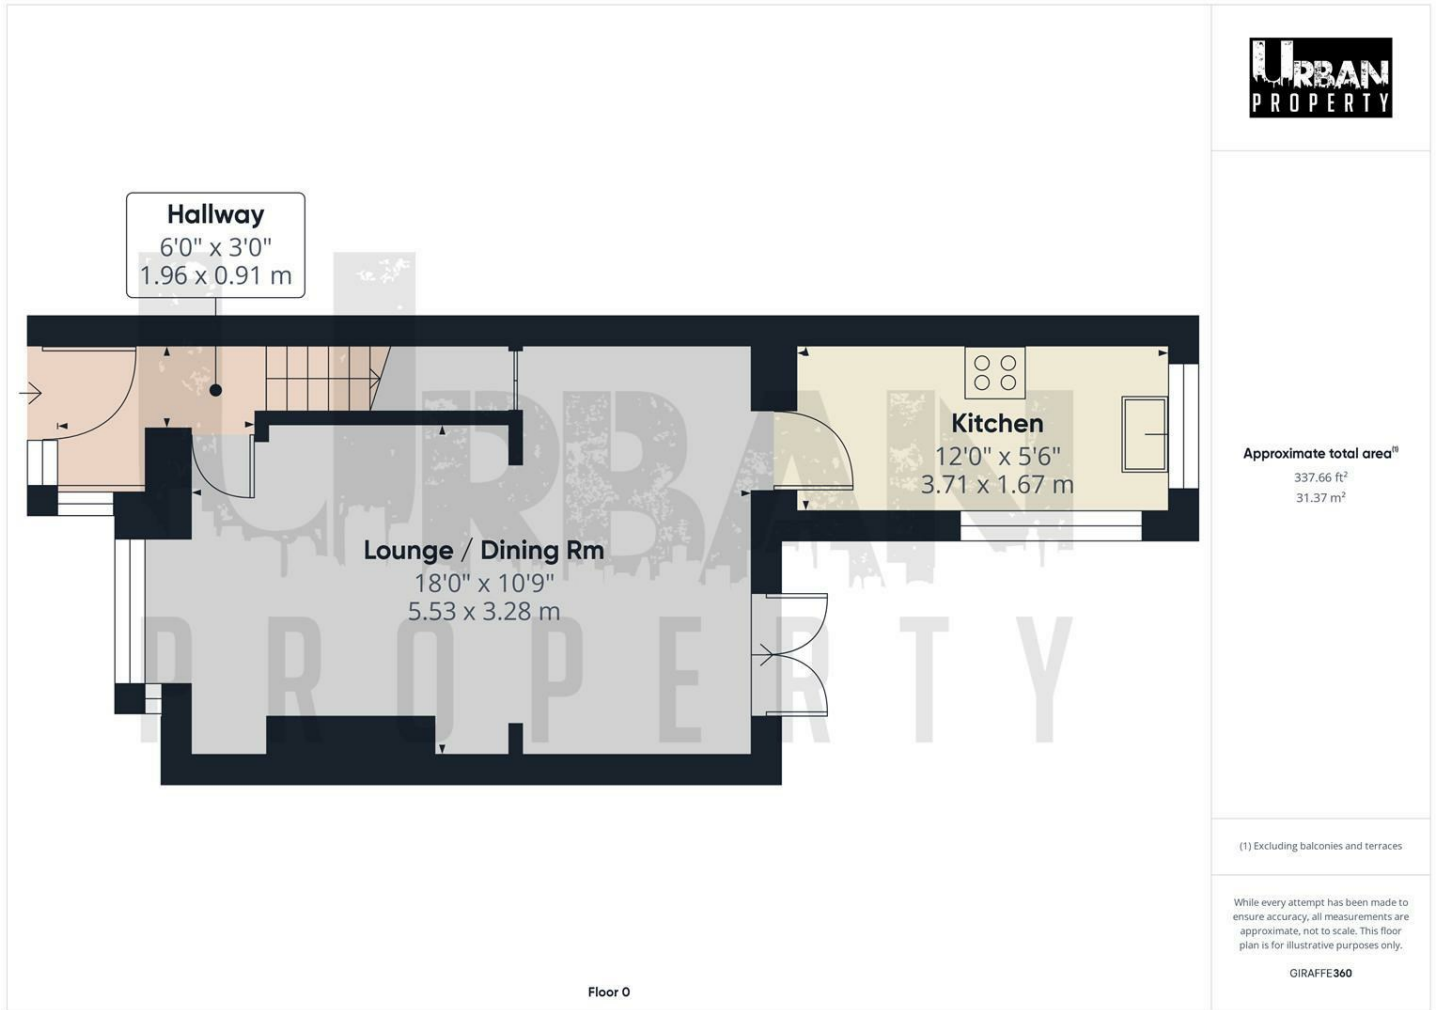 URBAN
PROPERTY
Hallway
6'0" x 3'0"
1.96 x 0.91 m
Kitchen
12'0" x 5'6"
3.71 x 1.67 m
Lounge / Dining Rm
18'0" x 10'9"
5.53 x 3.28 m
URBAN
PROPERTY
Approximate total area(1)
337.66 ft²
31.37 m²
(1) Excluding balconies and terraces
While every attempt has been made to
ensure accuracy, all measurements are
approximate, not to scale. This floor
plan is for illustrative purposes only.
GIRAFFE360
Floor 0